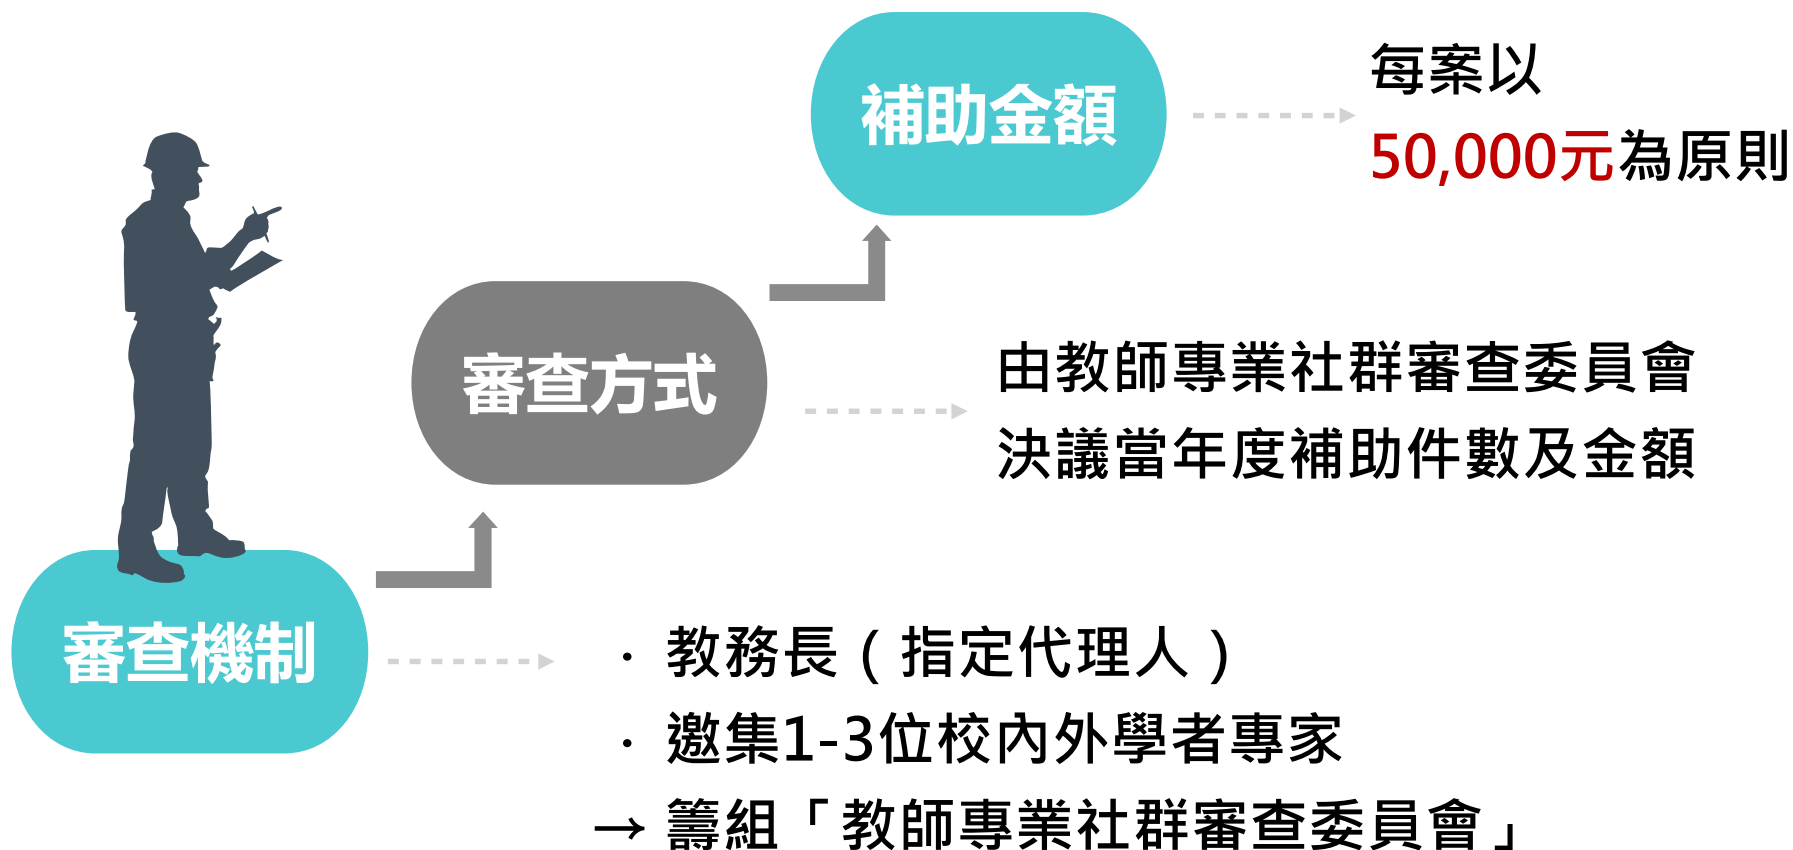 補助金額
每案以
50,000元為原則
審查方式
由教師專業社群審查委員會
決議當年度補助件數及金額
審查機制
· 教務長（指定代理人）
· 邀集1-3位校內外學者專家
→ 籌組「教師專業社群審查委員會」